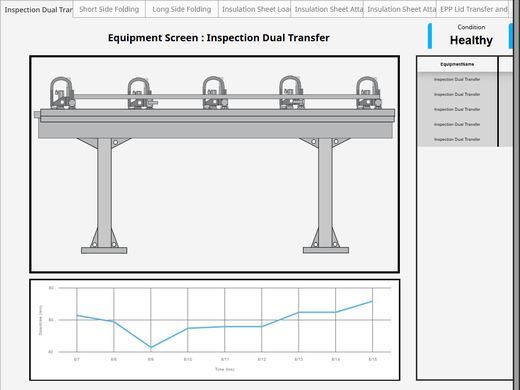 Inspection Dual Tran
Short Side Folding
Long Side Folding
Insulation Sheet Loa
Insulation Sheet Atta
Insulation Sheet Atta
EPP Lid Transfer and
Equipment Screen : Inspection Dual Transfer
Condition
Healthy
EquipmentName
Inspection Dual Transfer
Inspection Dual Transfer
Inspection Dual Transfer
Inspection Dual Transfer
Inspection Dual Transfer
80
60
40
8/7
8/8
8/9
8/10
8/11
8/12
8/13
8/14
8/15
Time (hrs)